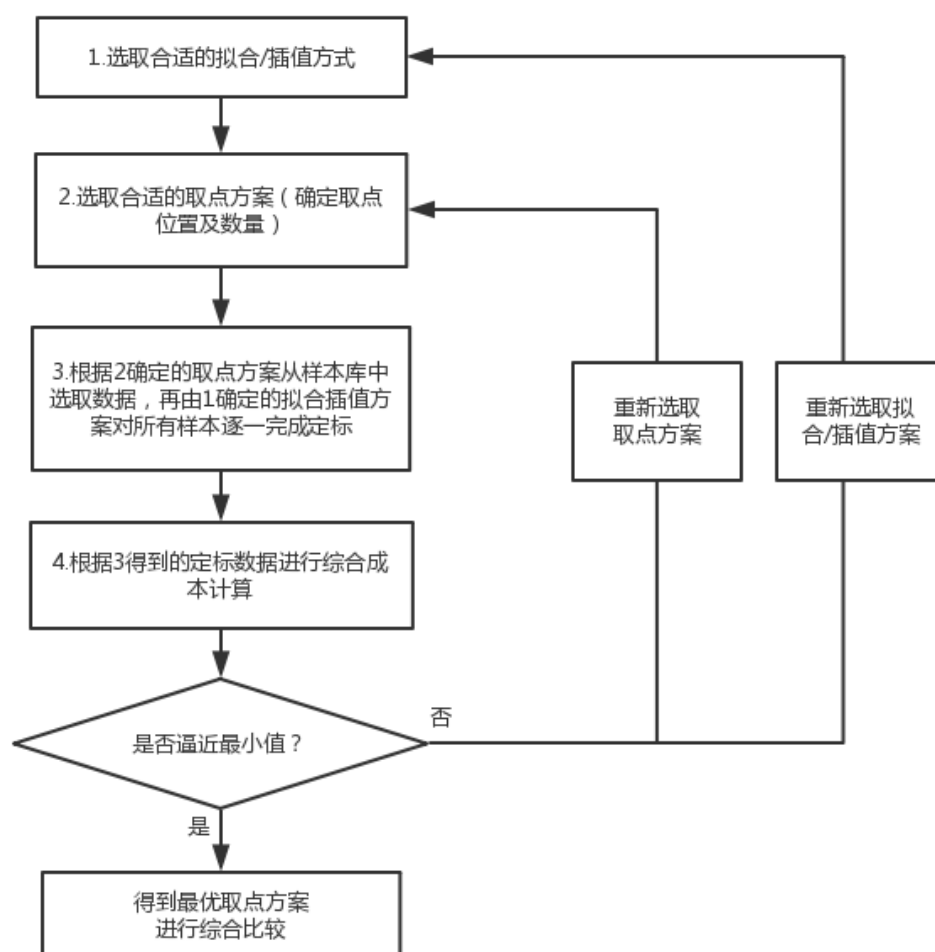 1.选取合适的拟合/插值方式
2.选取合适的取点方案（确定取点
位置及数量）
3.根据2确定的取点方案从样本库中
选取数据，再由1确定的拟合插值方
案对所有样本逐一完成定标
重新选取
取点方案
重新选取拟
合/插值方案
4.根据3得到的定标数据进行综合成
本计算
是否逼近最小值？
否
是
得到最优取点方案
进行综合比较